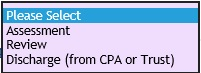 Please Select
Assessment
Review
Discharge (from CPA or Trust)